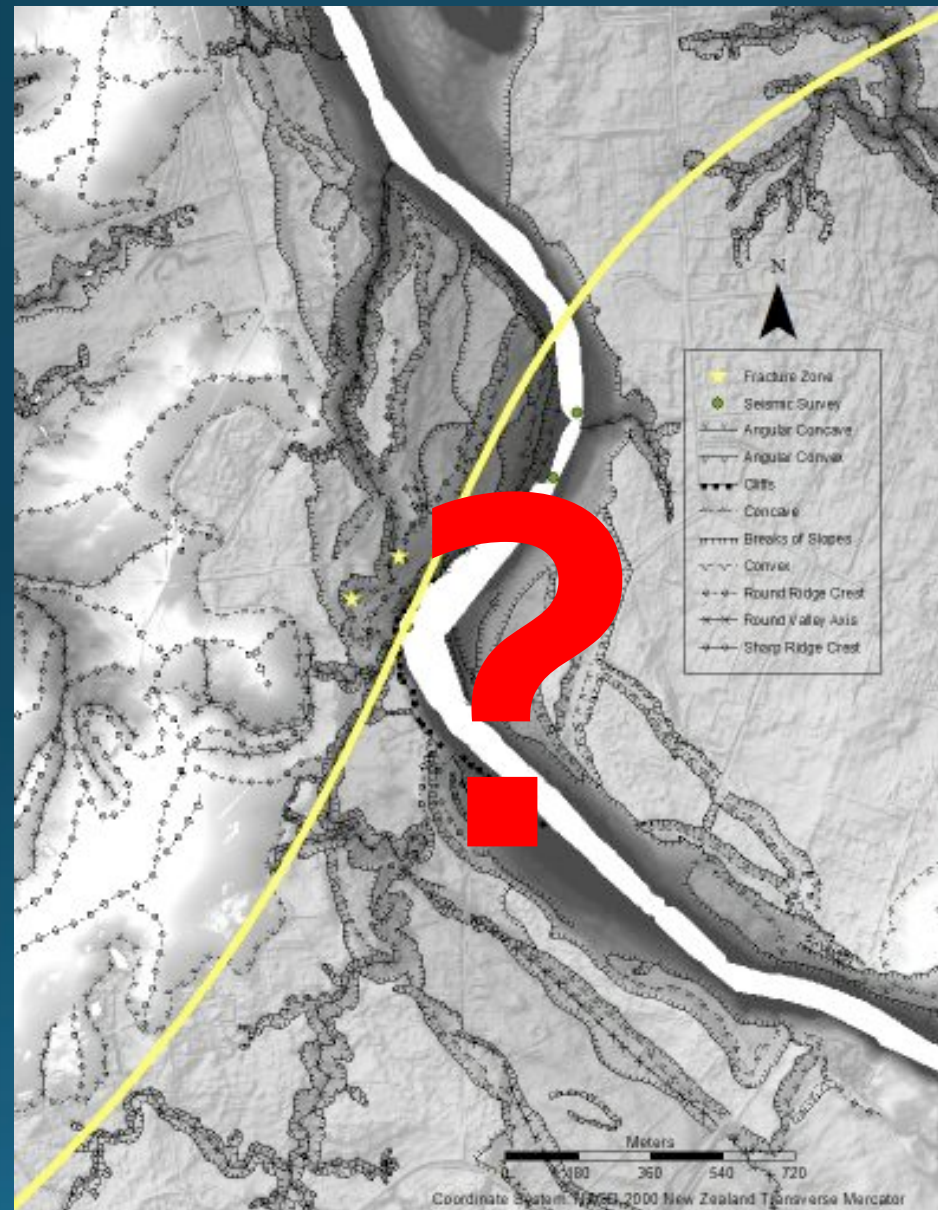 N
Fracture Zone
Seismic Survey
Angular Concave
Angular Convex
Cliffs
Concave
Breaks of Slopes
Convex
Round Ridge Crest
Round Valley Axis
Sharp Ridge Crest
?
Meters
0 180 360 540 720
Coordinate System: 2000 New Zealand Transverse Mercator